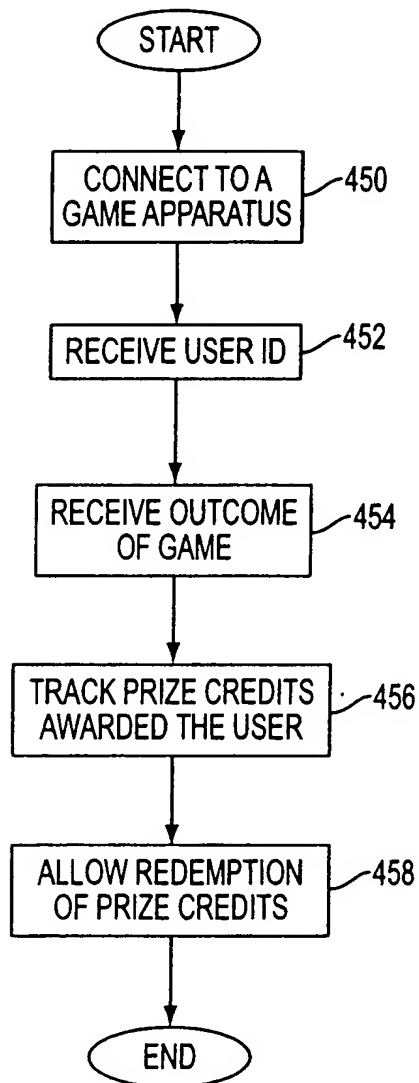 START
CONNECT TO A
GAME APPARATUS
450
RECEIVE USER ID
452
RECEIVE OUTCOME
OF GAME
454
TRACK PRIZE CREDITS
AWARDED THE USER
456
ALLOW REDEMPTION
OF PRIZE CREDITS
458
END